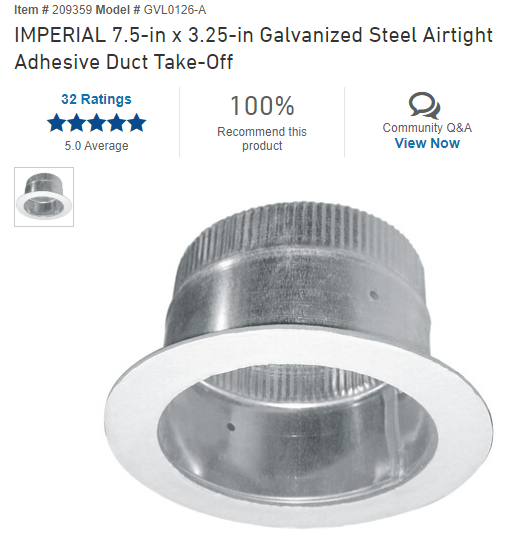 Item # 209359 Model # GVL0126-A
IMPERIAL 7.5-in x 3.25-in Galvanized Steel Airtight
Adhesive Duct Take-Off
32 Ratings
5.0 Average
100%
Recommend this
product
Community Q&A
View Now